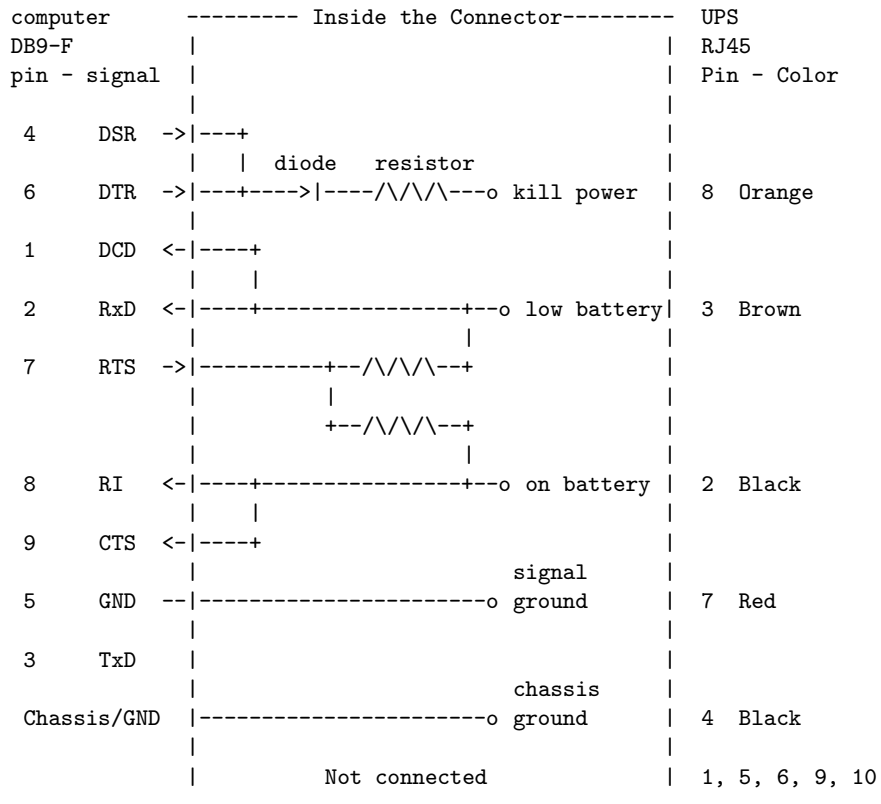 computer      --------- Inside the Connector---------   UPS
DB9-F              |                                         |  RJ45
pin - signal   |                                         |  Pin - Color
               |                                         |
 4     DSR  ->|---+                                      |
               |   |  diode   resistor                   |
 6     DTR  ->|---+---->|----/\/\/\---o kill power  |  8  Orange
               |                                         |
 1     DCD  <-|----+                                     |
               |    |                                    |
 2     RxD  <-|----+----------------+--o low battery|  3  Brown
               |                     |                   |
 7     RTS  ->|----------+--/\/\/\--+                    |
               |          |                              |
               |          +--/\/\/\--+                   |
               |                     |                   |
 8     RI   <-|----+----------------+--o on battery |  2  Black
               |    |                                    |
 9     CTS  <-|----+                                     |
               |                        signal           |
 5     GND  --|----------------------o ground      |  7  Red
               |                                         |
 3     TxD    |                                          |
               |                        chassis          |
 Chassis/GND  |----------------------o ground      |  4  Black
               |                                         |
               |          Not connected                  |  1, 5, 6, 9, 10